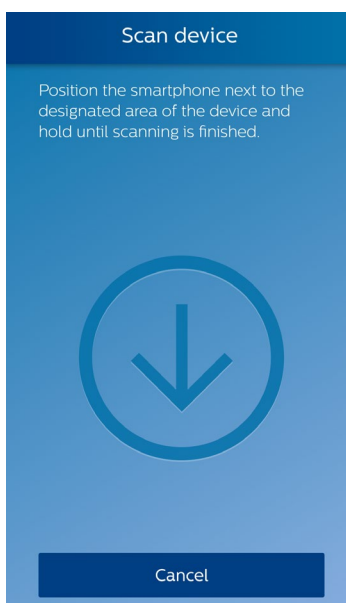 Scan device
Position the smartphone next to the
designated area of the device and
hold until scanning is finished.
Cancel